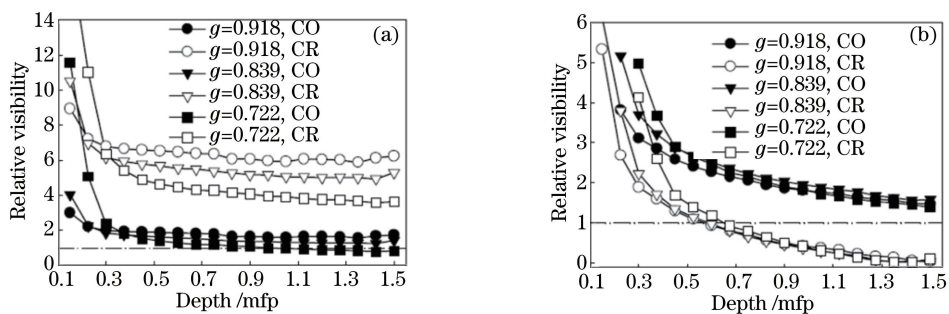 (a)
g=0.918, CO
g=0.918, CR
g=0.839, CO
g=0.839, CR
g=0.722, CO
g=0.722, CR
Relative visibility
14
12
10
8
6
4
2
0
0.1 0.3 0.5 0.7 0.9 1.1 1.3 1.5
Depth /mfp
(b)
g=0.918, CO
g=0.918, CR
g=0.839, CO
g=0.839, CR
g=0.722, CO
g=0.722, CR
Relative visibility
6
5
4
3
2
1
0
0.1 0.3 0.5 0.7 0.9 1.1 1.3 1.5
Depth /mfp